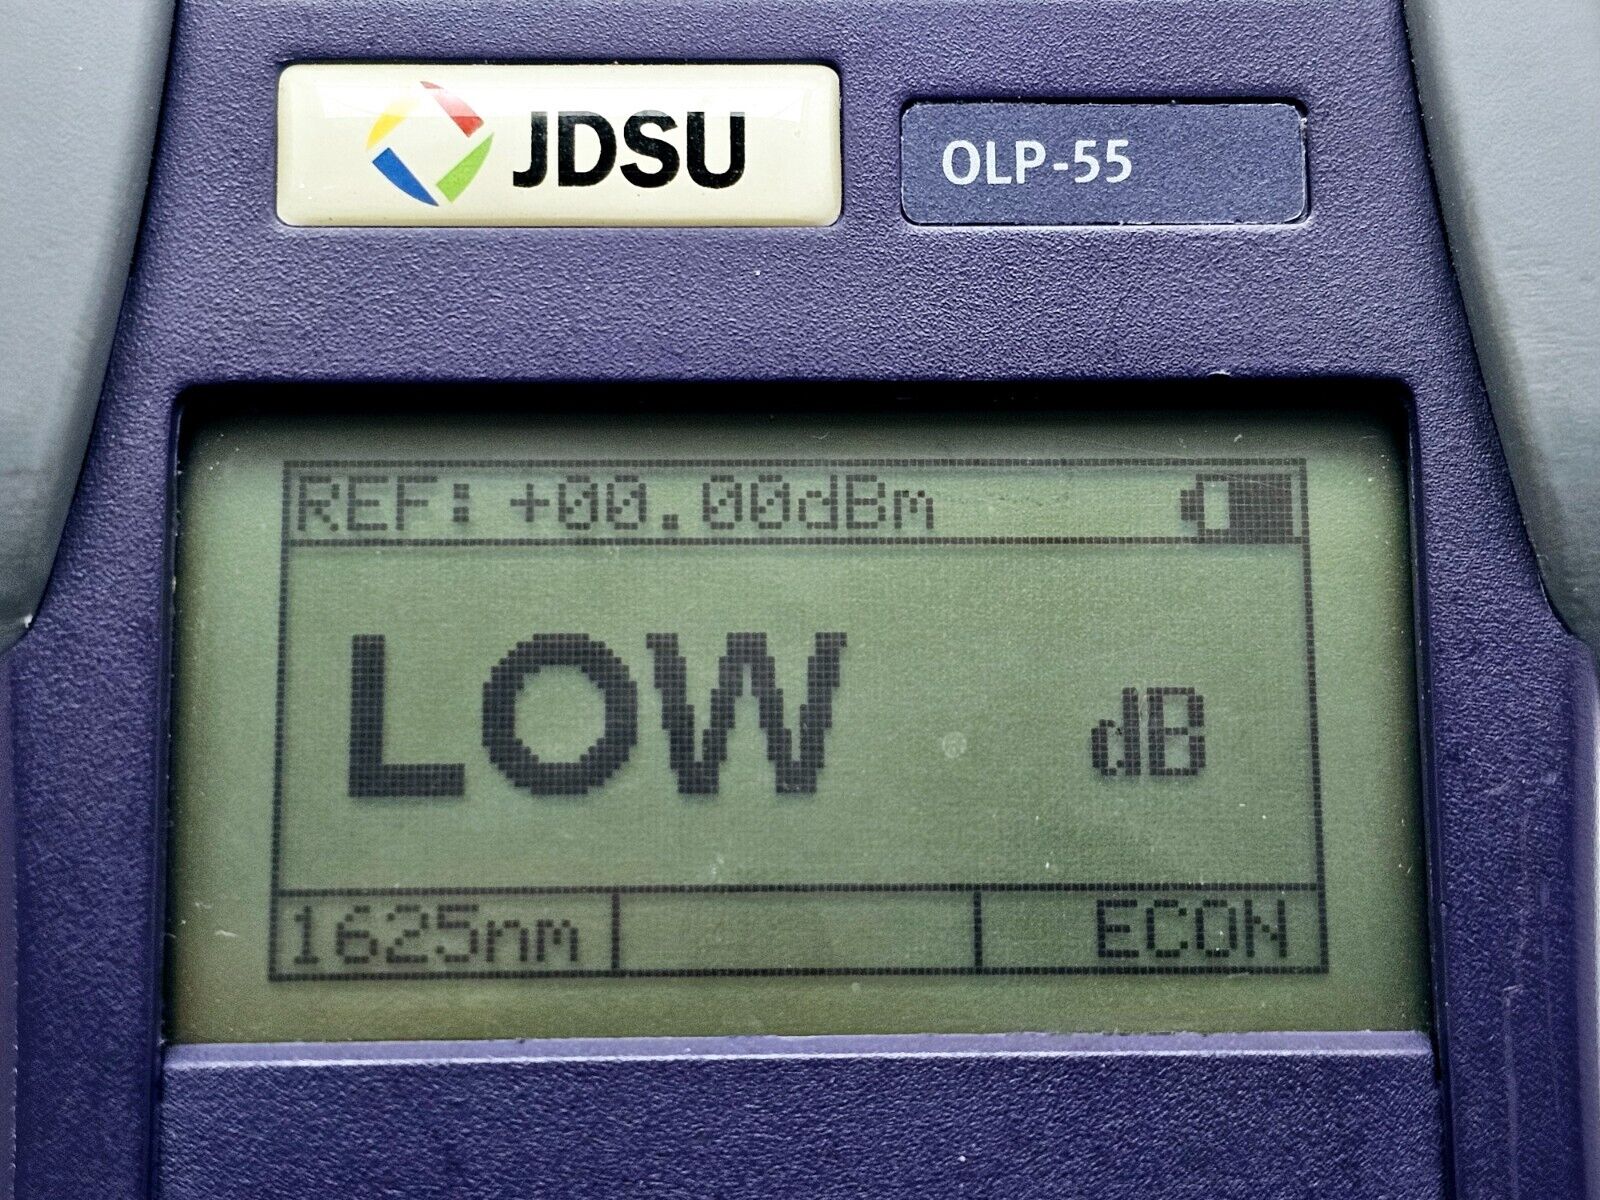 JDSU
OLP-55
REF: +00.00dBm
LOW dB
1625nm ECON